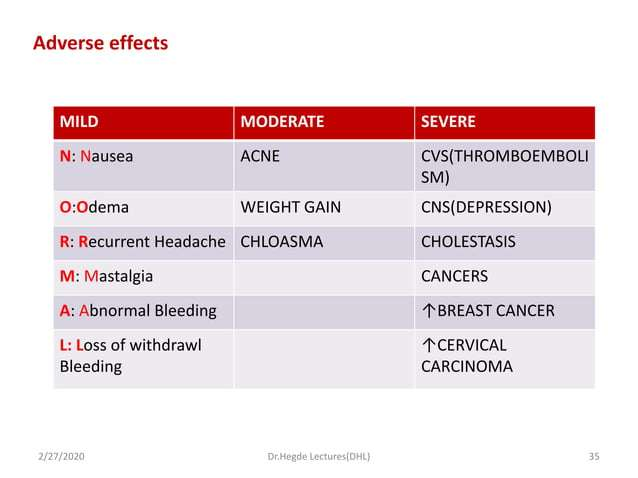 Adverse effects
MILD MODERATE SEVERE
N: Nausea ACNE CVS(THROMBOEMBOLI
SM)
O:Odema WEIGHT GAIN CNS(DEPRESSION)
R: Recurrent Headache CHLOASMA CHOLESTASIS
M: Mastalgia CANCERS
A: Abnormal Bleeding ↑BREAST CANCER
L: Loss of withdrawl ↑CERVICAL
Bleeding CARCINOMA
2/27/2020 Dr.Hegde Lectures(DHL) 35